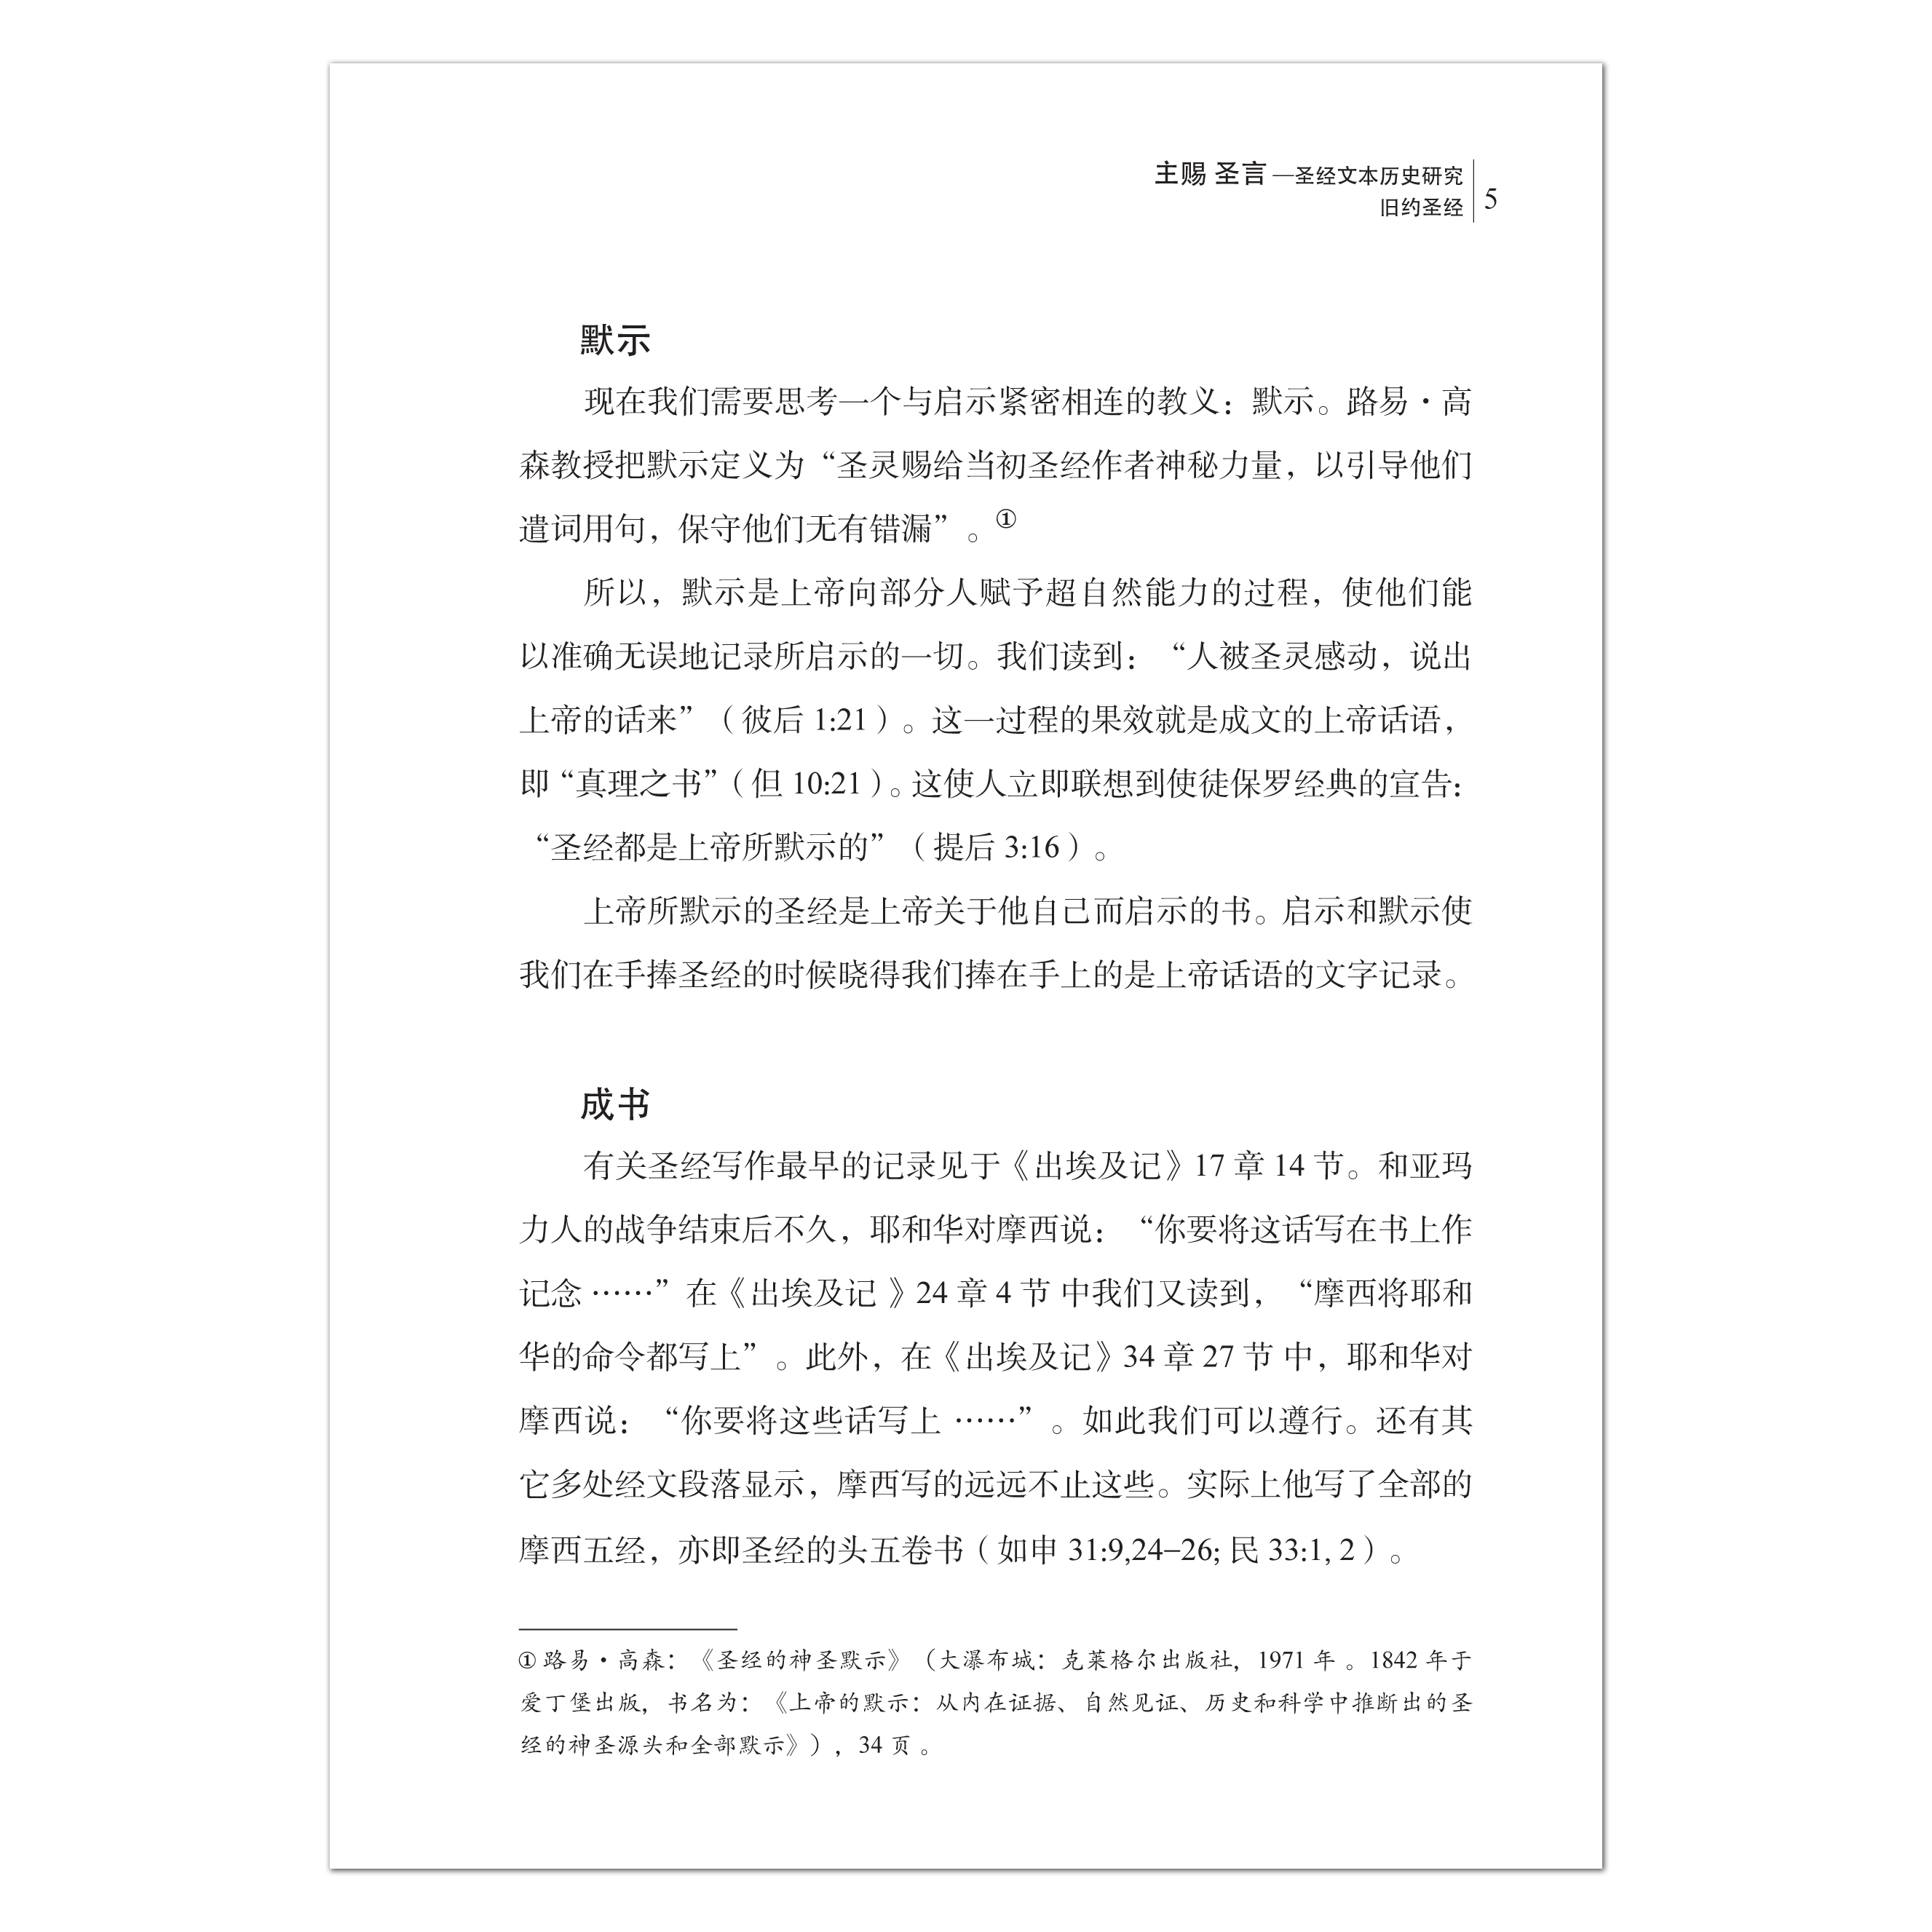 主赐 圣言 —圣经文本历史研究
旧约圣经
5
默示
现在我们需要思考一个与启示紧密相连的教义：默示。路易·高
森教授把默示定义为“圣灵赐给当初圣经作者神秘力量，以引导他们
遣词用句，保守他们无有错漏”。①
所以，默示是上帝向部分人赋予超自然能力的过程，使他们能
以准确无误地记录所启示的一切。我们读到：“人被圣灵感动，说出
上帝的话来”（彼后 1:21）。这一过程的果效就是成文的上帝话语，
即“真理之书”（但 10:21）。这使人立即联想到使徒保罗经典的宣告：
“圣经都是上帝所默示的”（提后 3:16）。
上帝所默示的圣经是上帝关于他自己而启示的书。启示和默示使
我们在手捧圣经的时候晓得我们捧在手上的是上帝话语的文字记录。
成书
有关圣经写作最早的记录见于《出埃及记》17 章 14 节。和亚玛
力人的战争结束后不久，耶和华对摩西说：“你要将这话写在书上作
记念 ……”在《出埃及记 》24 章 4 节 中我们又读到，“摩西将耶和
华的命令都写上”。此外，在《出埃及记》34 章 27 节 中，耶和华对
摩西说：“你要将这些话写上 ……”。如此我们可以遵行。还有其
它多处经文段落显示，摩西写的远远不止这些。实际上他写了全部的
摩西五经，亦即圣经的头五卷书（如申 31:9,24–26; 民 33:1, 2）。
① 路易·高森：《圣经的神圣默示》（大瀑布城：克莱格尔出版社，1971 年 。1842 年于
爱丁堡出版，书名为：《上帝的默示：从内在证据、自然见证、历史和科学中推断出的圣
经的神圣源头和全部默示》），34 页 。